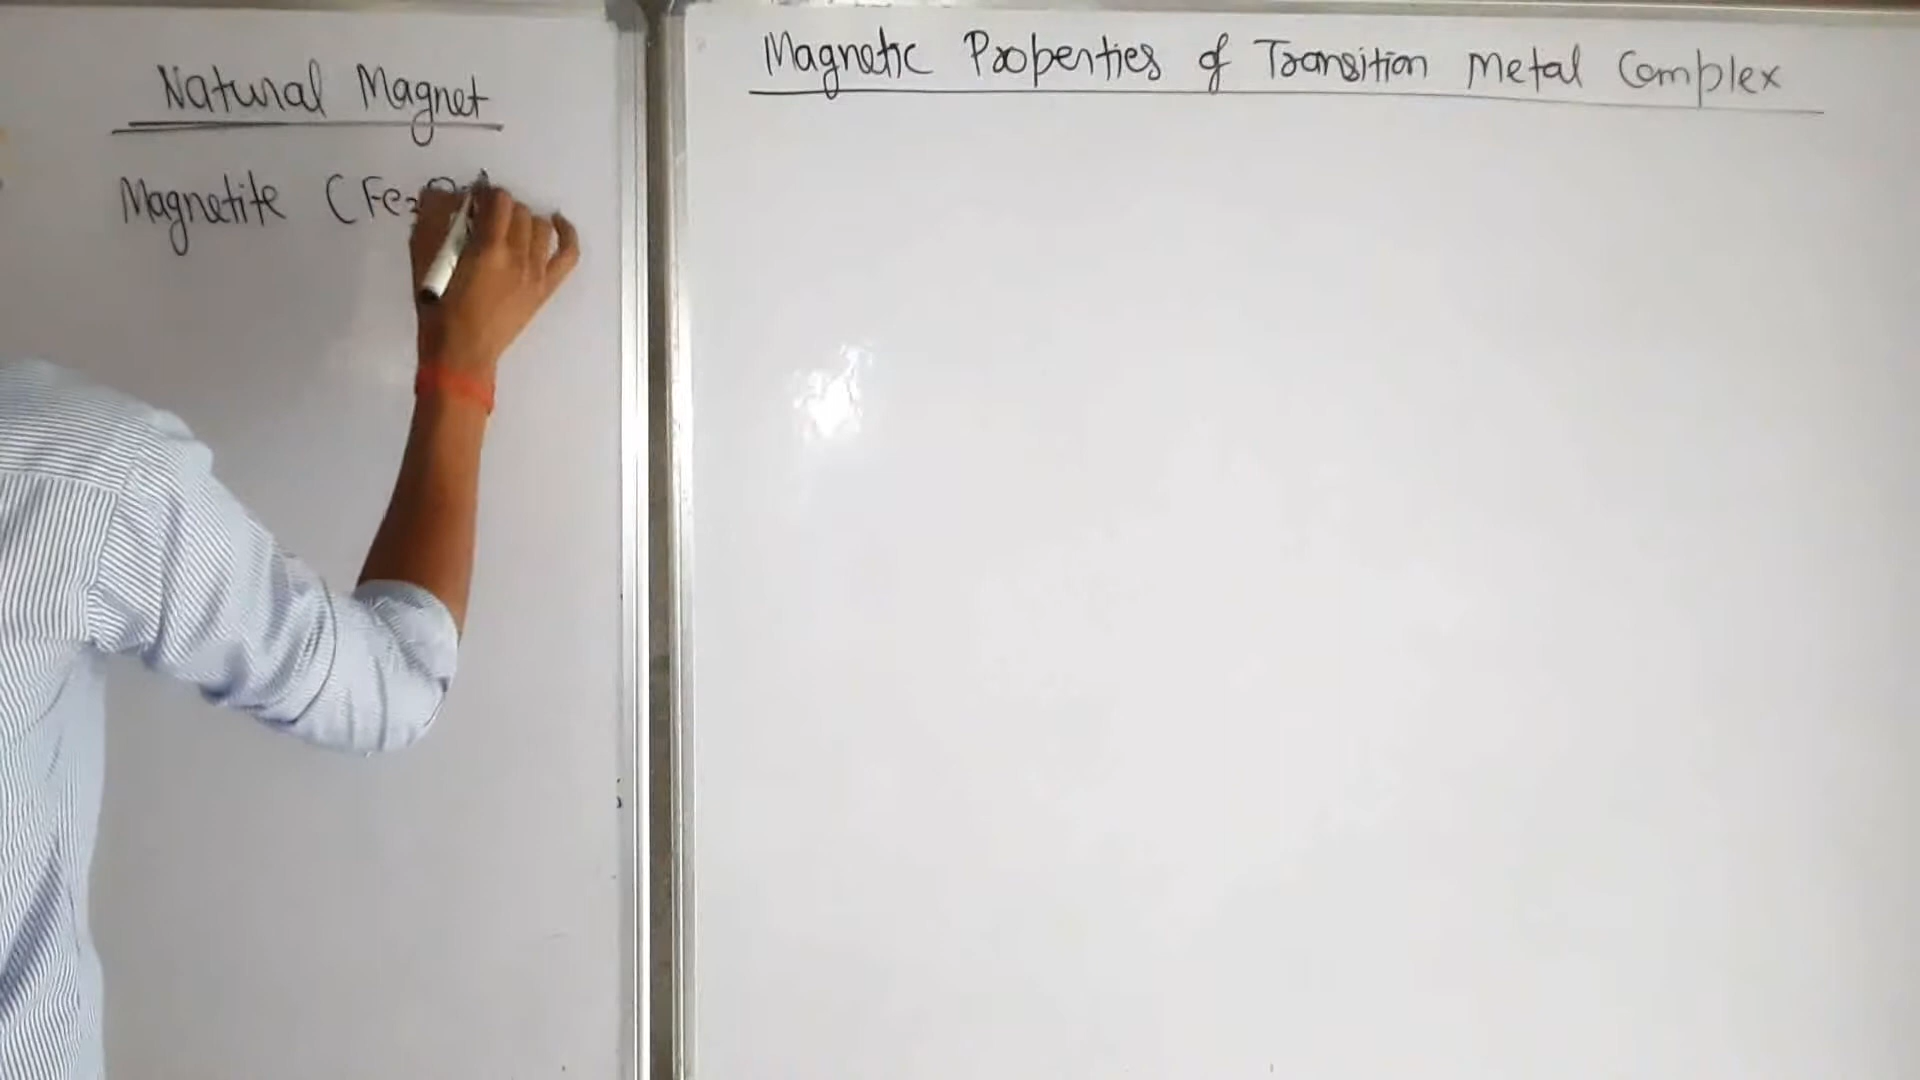 Natural Magnet
Magnetite (Fe
Magnetic Properties of Transition Metal Complex